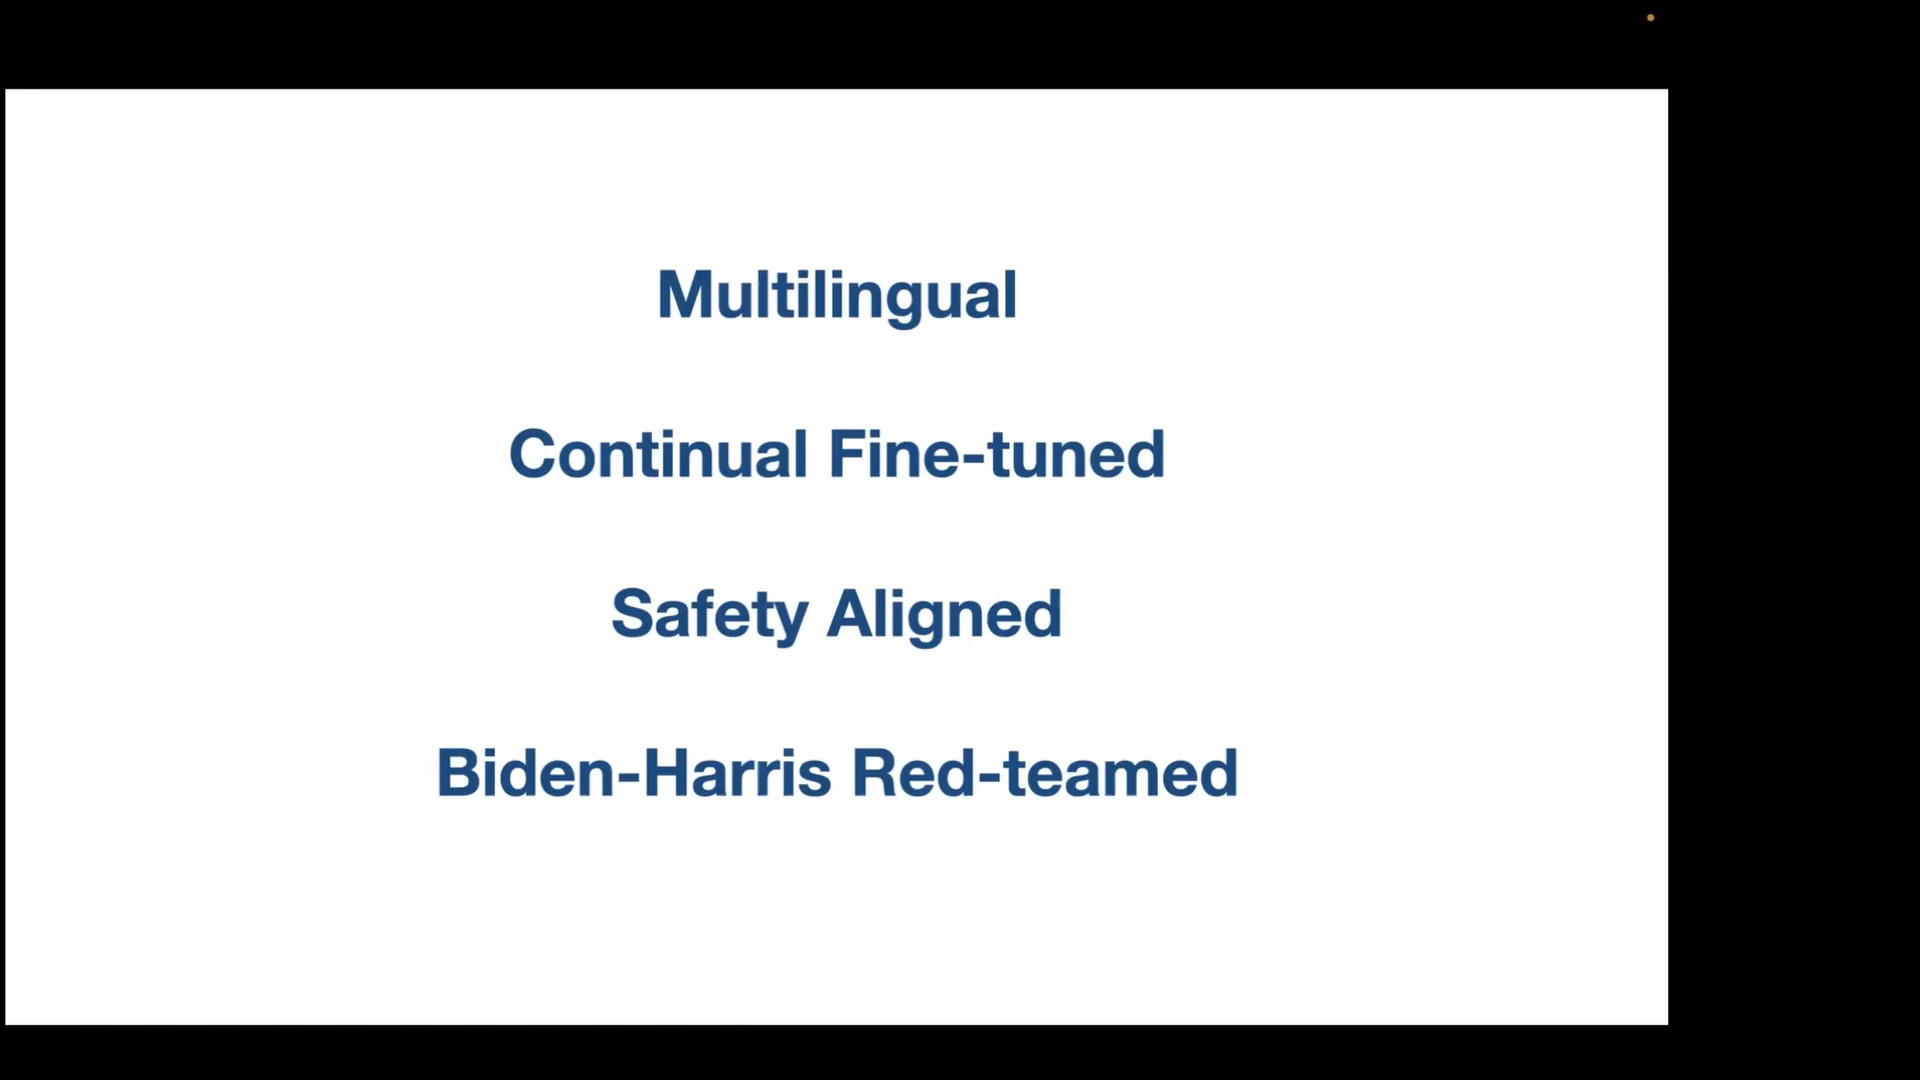 Multilingual
Continual Fine-tuned
Safety Aligned
Biden-Harris Red-teamed